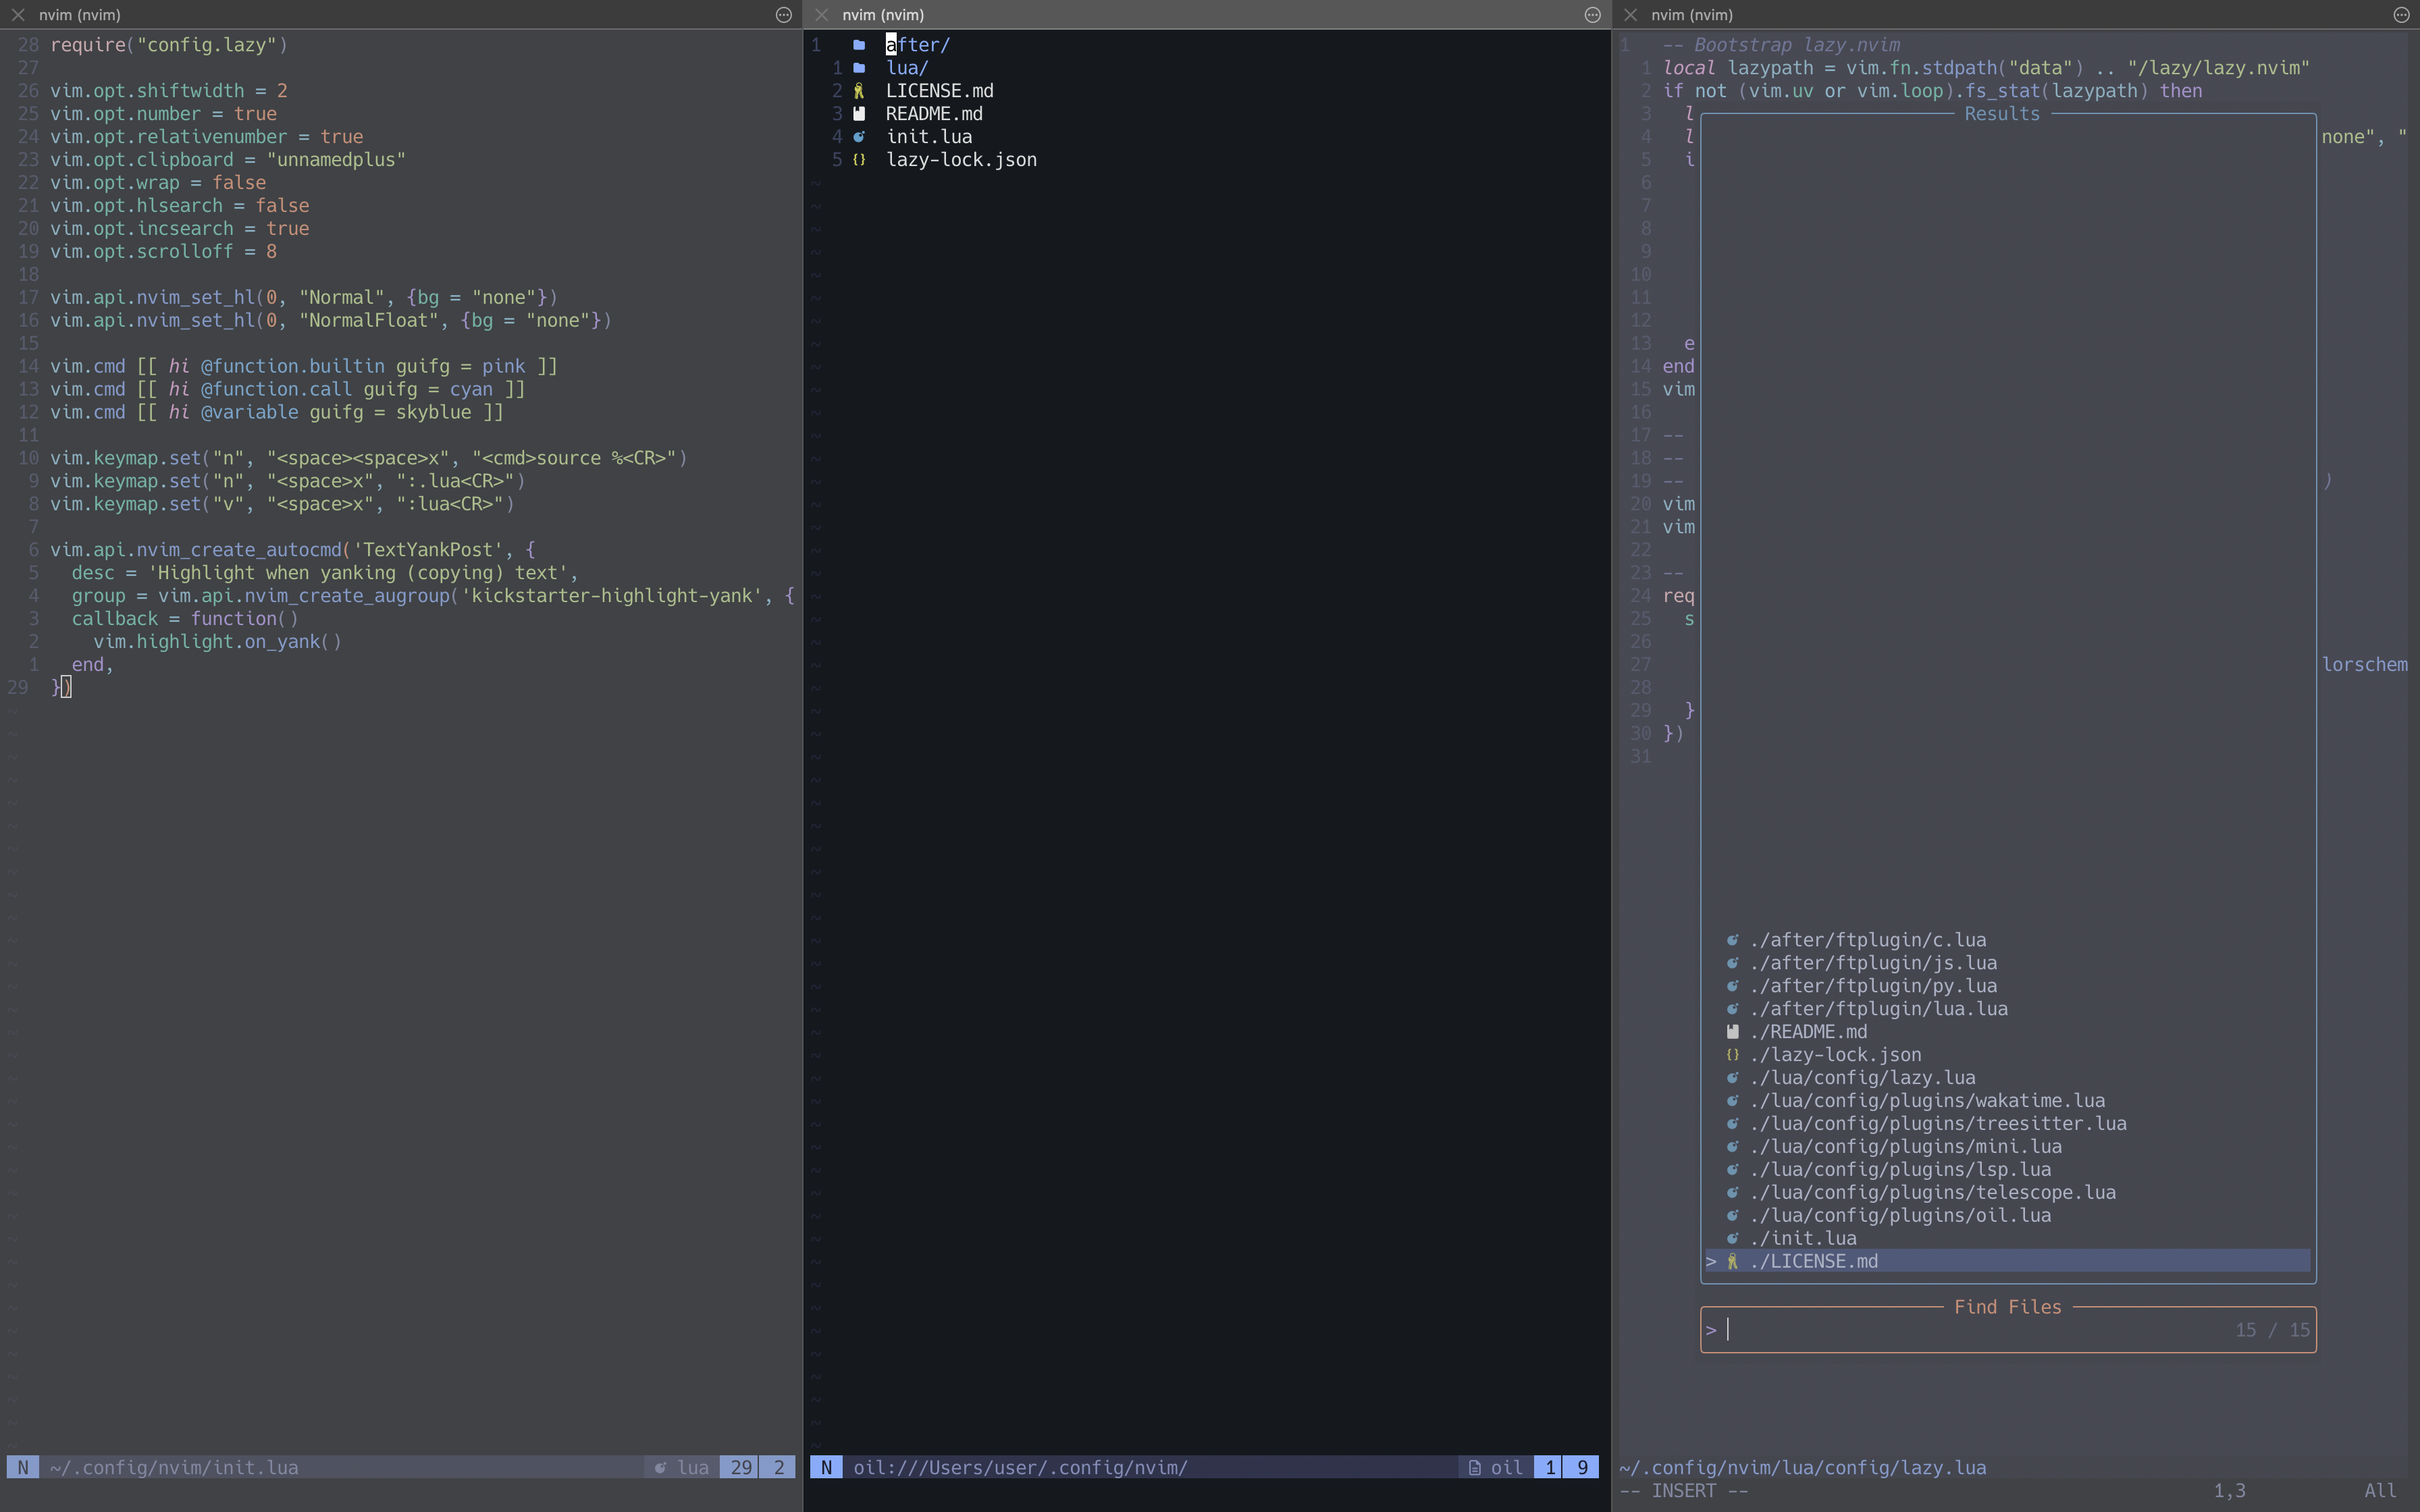 nvim (nvim)
28 require("config.lazy")
27
26 vim.opt.shiftwidth = 2
25 vim.opt.number = true
24 vim.opt.relativenumber = true
23 vim.opt.clipboard = "unnamedplus"
22 vim.opt.wrap = false
21 vim.opt.hlsearch = false
20 vim.opt.incsearch = true
19 vim.opt.scrolloff = 8
18
17 vim.api.nvim_set_hl(0, "Normal", {bg = "none"})
16 vim.api.nvim_set_hl(0, "NormalFloat", {bg = "none"})
15
14 vim.cmd [[ hi @function.builtin guifg = pink ]]
13 vim.cmd [[ hi @function.call guifg = cyan ]]
12 vim.cmd [[ hi @variable guifg = skyblue ]]
11
10 vim.keymap.set("n", "<space><space>x", "<cmd>source %<CR>")
9 vim.keymap.set("n", "<space>x", ":.lua<CR>")
8 vim.keymap.set("v", "<space>x", ":lua<CR>")
7
6 vim.api.nvim_create_autocmd('TextYankPost', {
5 desc = 'Highlight when yanking (copying) text',
4 group = vim.api.nvim_create_augroup('kickstarter-highlight-yank', {
3 callback = function()
2 vim.highlight.on_yank()
1 end,
29 })
N ~/.config/nvim/init.lua lua 29 2
nvim (nvim)
1 after/
1 lua/
2 LICENSE.md
3 README.md
4 init.lua
5 lazy-lock.json
N oil:///Users/user/.config/nvim/ oil 1 9
nvim (nvim)
1 -- Bootstrap lazy.nvim
1 local lazypath = vim.fn.stdpath("data") .. "/lazy/lazy.nvim"
2 if not (vim.uv or vim.loop).fs_stat(lazypath) then
3 l
4 l none", "
5 i
6
7
8
9
10
11
12
13 e
14 end
15 vim
16
17 --
18 --
19 -- )
20 vim
21 vim
22
23 --
24 req
25 s
26
27 lorschem
28
29 }
30 })
31
Results
./after/ftplugin/c.lua
./after/ftplugin/js.lua
./after/ftplugin/py.lua
./after/ftplugin/lua.lua
./README.md
./lazy-lock.json
./lua/config/lazy.lua
./lua/config/plugins/wakatime.lua
./lua/config/plugins/treesitter.lua
./lua/config/plugins/mini.lua
./lua/config/plugins/lsp.lua
./lua/config/plugins/telescope.lua
./lua/config/plugins/oil.lua
./init.lua
> ./LICENSE.md
Find Files
> 15 / 15
~/.config/nvim/lua/config/lazy.lua
-- INSERT -- 1,3 All